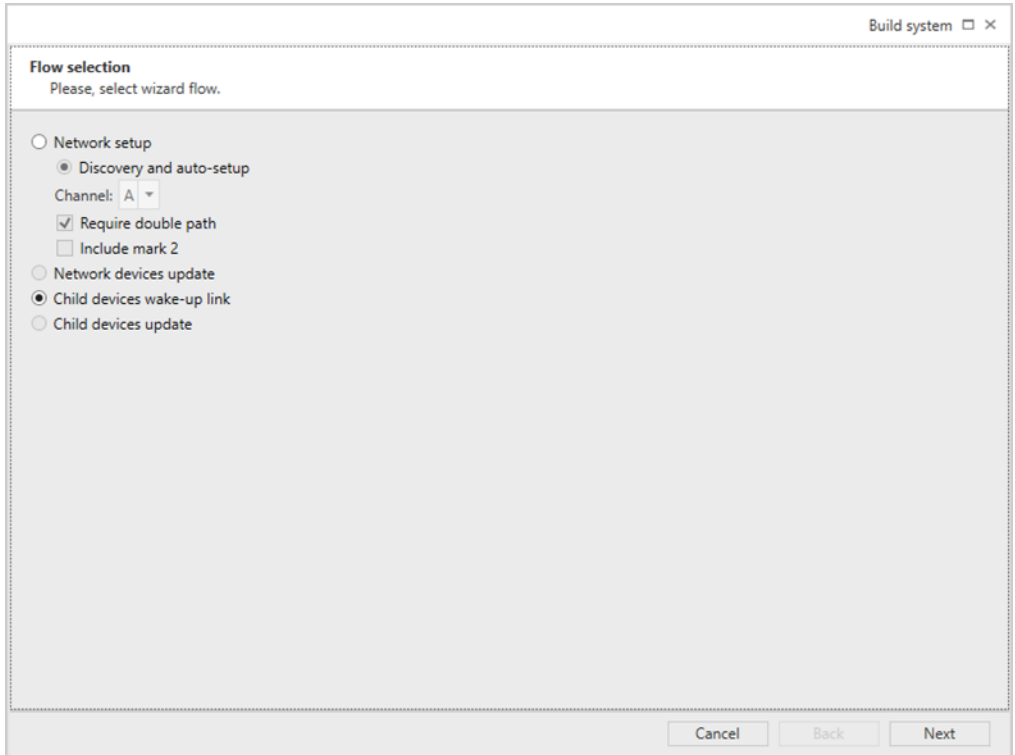 Build system
Flow selection
Please, select wizard flow.
Network setup
Discovery and auto-setup
Channel: A
Require double path
Include mark 2
Network devices update
Child devices wake-up link
Child devices update
Cancel Back Next